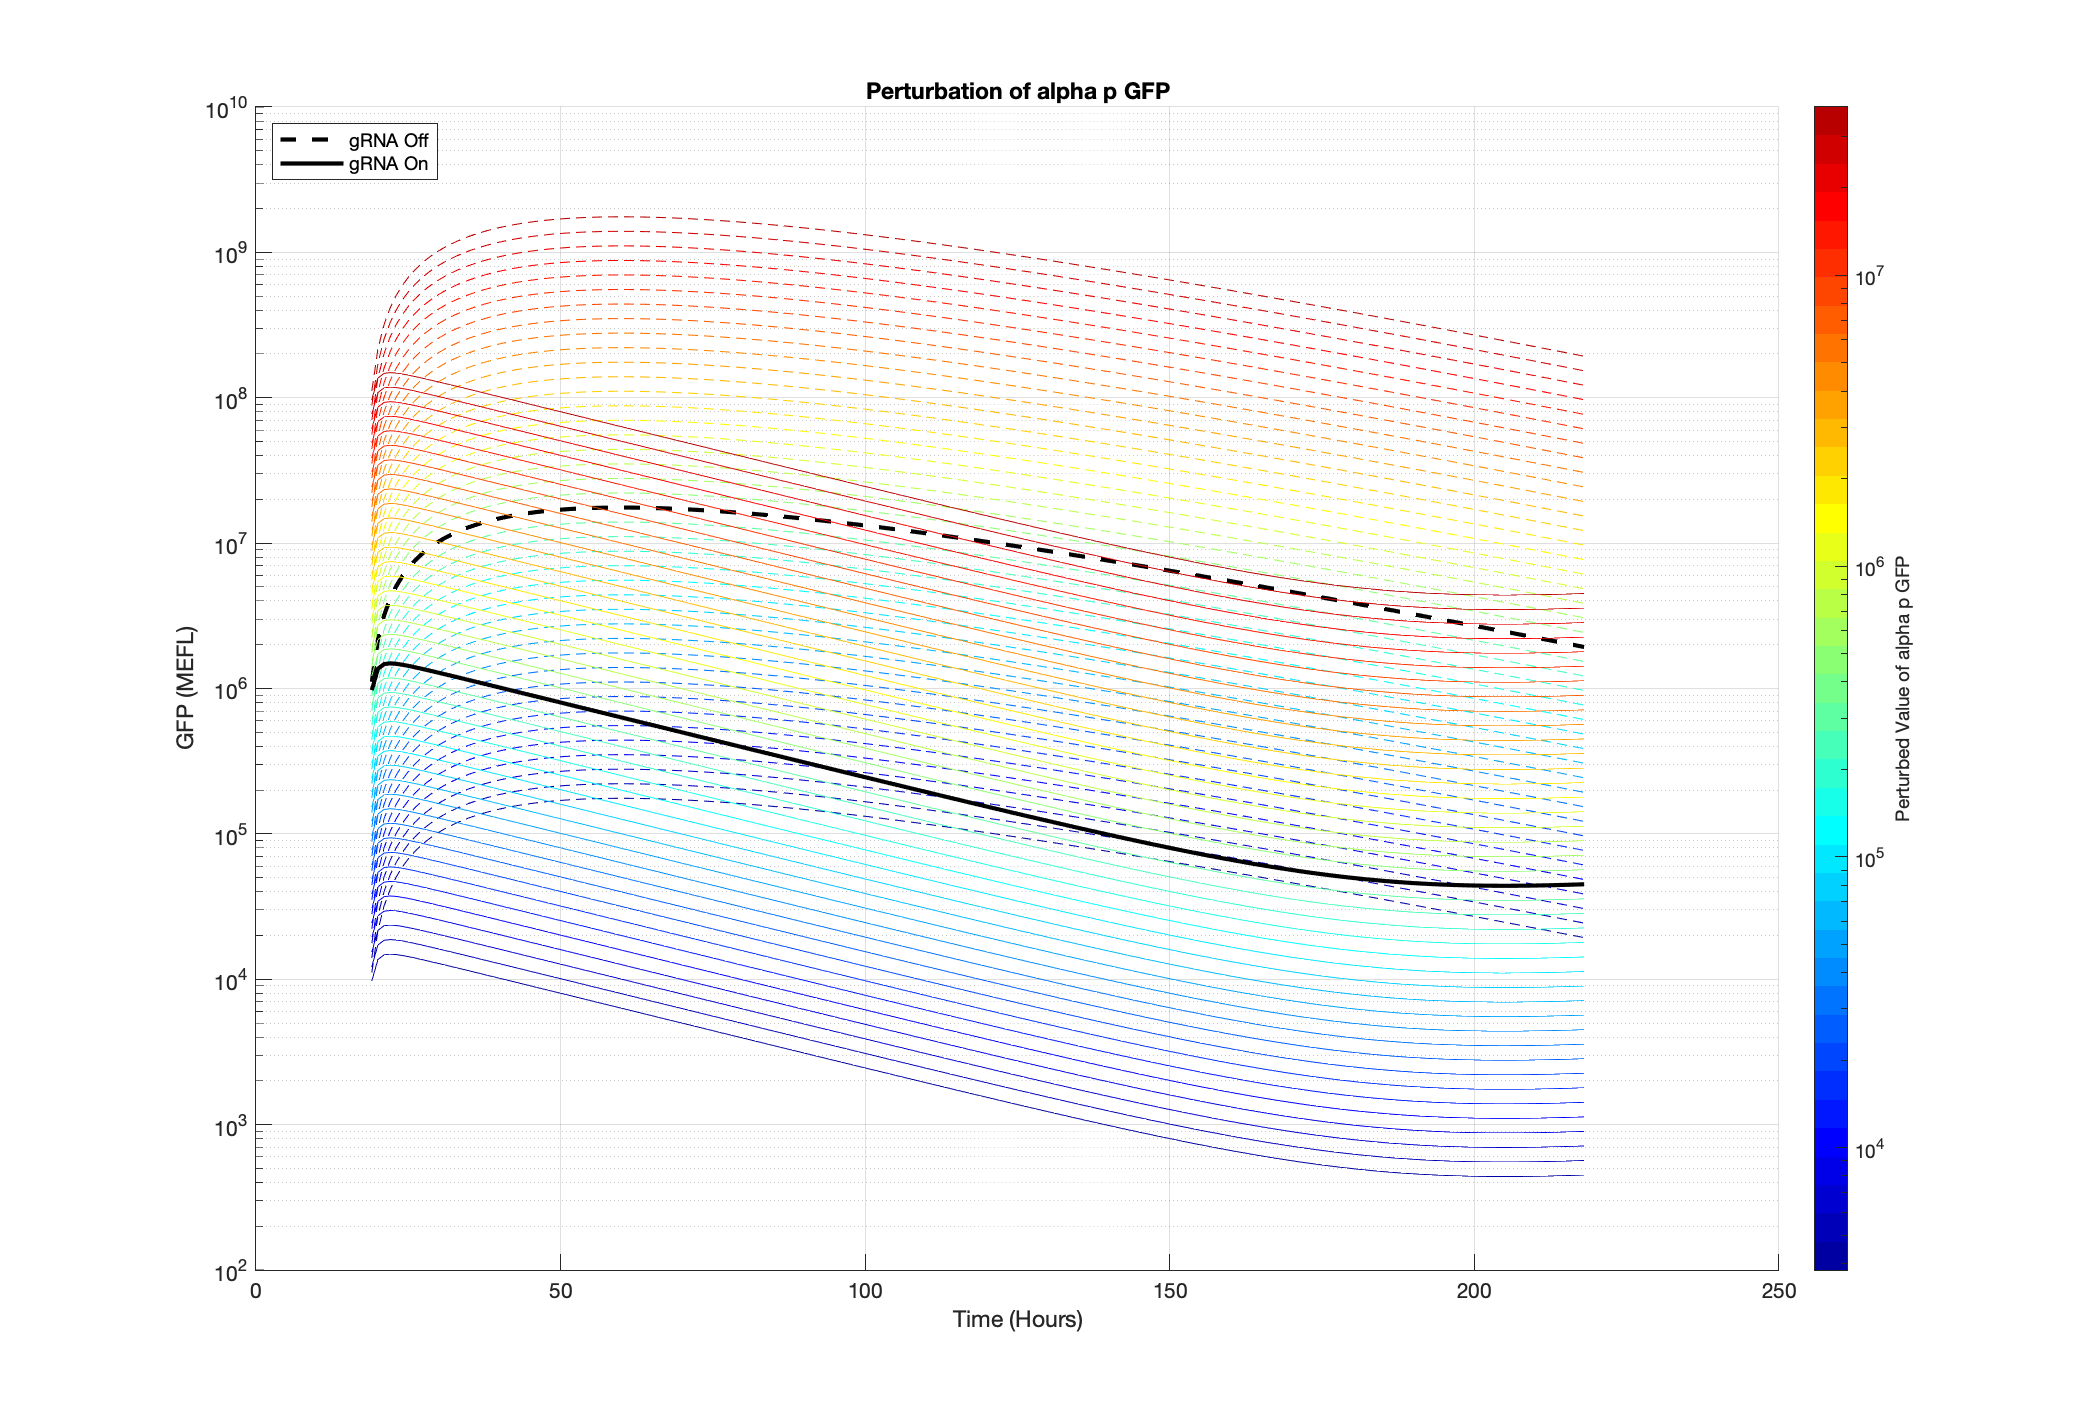 Perturbation of alpha p GFP
gRNA Off
gRNA On
10^10
10^9
10^8
10^7
10^6
10^5
10^4
10^3
10^2
GFP (MEFL)
0 50 100 150 200 250
Time (Hours)
10^7
10^6
10^5
10^4
Perturbed Value of alpha p GFP